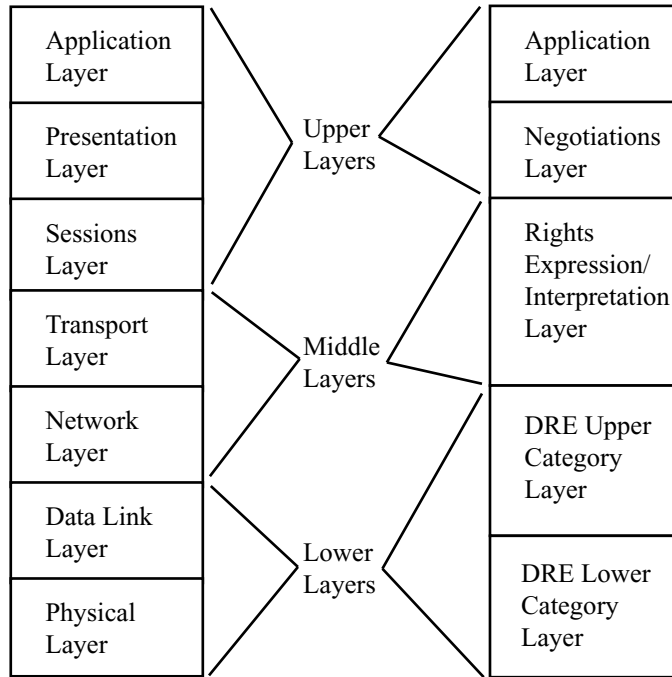 Application
Layer
Presentation
Layer
Sessions
Layer
Transport
Layer
Network
Layer
Data Link
Layer
Physical
Layer
Upper
Layers
Middle
Layers
Lower
Layers
Application
Layer
Negotiations
Layer
Rights
Expression/
Interpretation
Layer
DRE Upper
Category
Layer
DRE Lower
Category
Layer